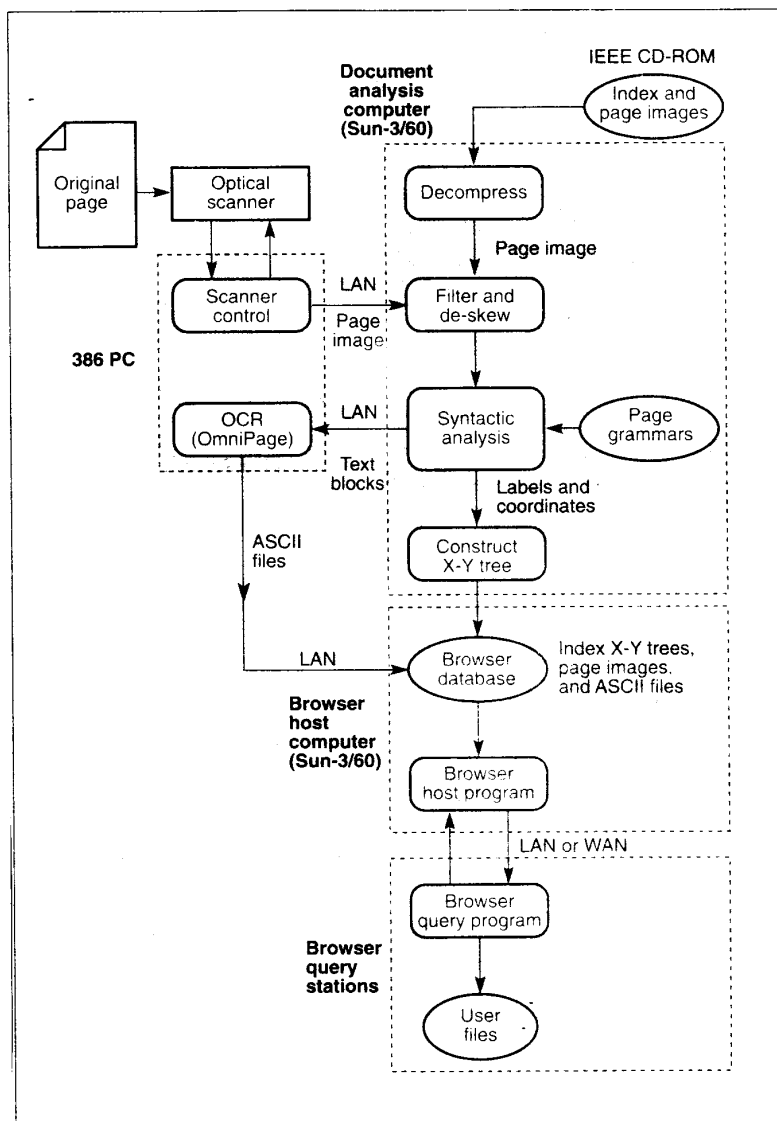 IEEE CD-ROM
Index and
page images
Document
analysis
computer
(Sun-3/60)
Original
page
Optical
scanner
Decompress
Page image
Scanner
control
LAN
Page
image
Filter and
de-skew
386 PC
OCR
(OmniPage)
LAN
Text
blocks
Syntactic
analysis
Page
grammars
Labels and
coordinates
ASCII
files
Construct
X-Y tree
LAN
Browser
database
Index X-Y trees,
page images,
and ASCII files
Browser
host
computer
(Sun-3/60)
Browser
host program
LAN or WAN
Browser
query program
Browser
query
stations
User
files